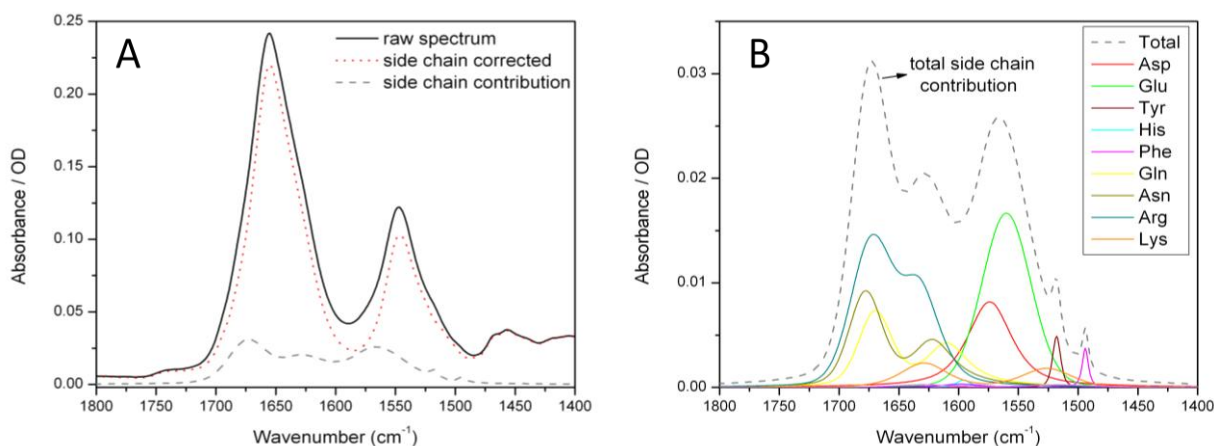 A
raw spectrum
side chain corrected
side chain contribution
Absorbance / OD
0.25
0.20
0.15
0.10
0.05
0.00
1800 1750 1700 1650 1600 1550 1500 1450 1400
Wavenumber (cm⁻¹)
B
total side chain
contribution
Total
Asp
Glu
Tyr
His
Phe
Gln
Asn
Arg
Lys
Absorbance / OD
0.03
0.02
0.01
0.00
1800 1750 1700 1650 1600 1550 1500 1450 1400
Wavenumber (cm⁻¹)